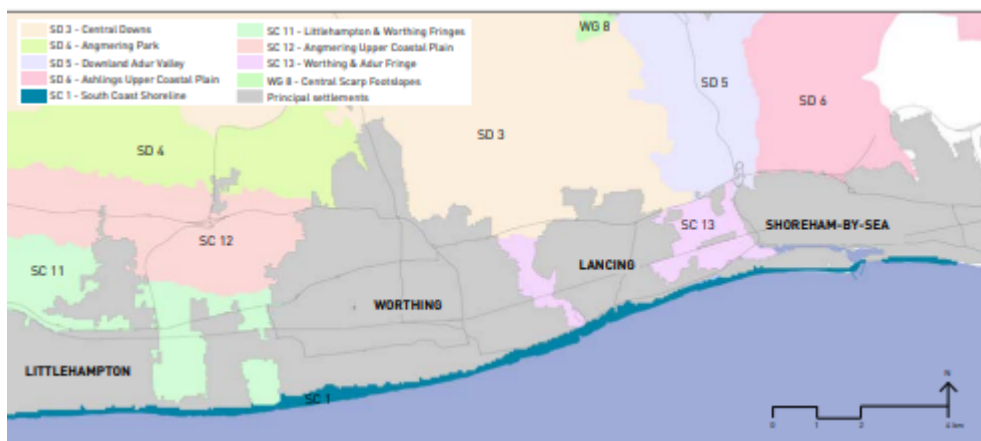 SD 3 - Central Downs
SD 4 - Angmering Park
SD 5 - Downland Adur Valley
SD 6 - Ashlings Upper Coastal Plain
SC 1 - South Coast Shoreline
SC 11 - Littlehampton & Worthing Fringes
SC 12 - Angmering Upper Coastal Plain
SC 13 - Worthing & Adur Fringe
WG 8 - Central Scarp Footslopes
Principal settlements
WG 8
SD 5
SD 6
SD 3
SD 4
SC 13
SHOREHAM-BY-SEA
SC 12
LANCING
SC 11
WORTHING
LITTLEHAMPTON
SC 1
N
0 1 2 4 km